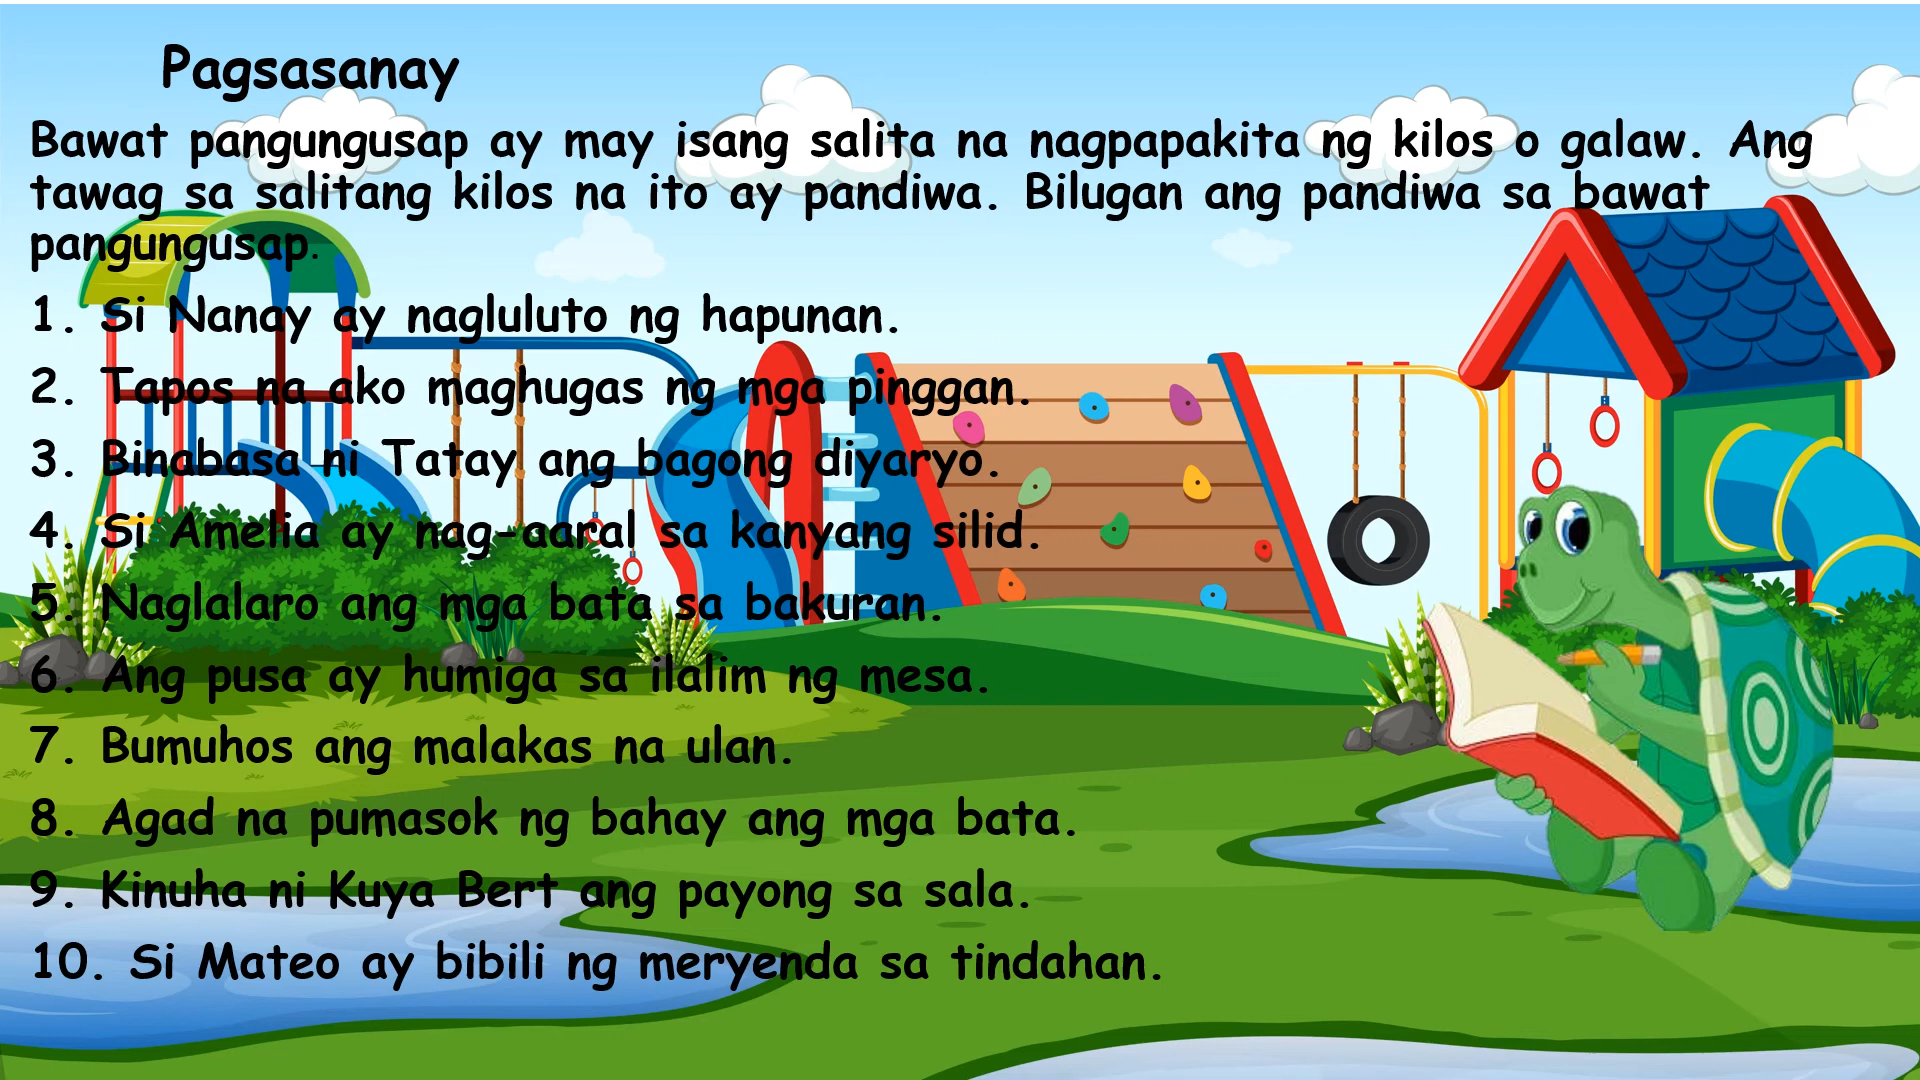 Pagsasanay
Bawat pangungusap ay may isang salita na nagpapakita ng kilos o galaw. Ang
tawag sa salitang kilos na ito ay pandiwa. Bilugan ang pandiwa sa bawat
pangungusap.
1. Si Nanay ay nagluluto ng hapunan.
2. Tapos na ako maghugas ng mga pinggan.
3. Binabasa ni Tatay ang bagong diyaryo.
4. Si Amelia ay nag-aaral sa kanyang silid.
5. Naglalaro ang mga bata sa bakuran.
6. Ang pusa ay humiga sa ilalim ng mesa.
7. Bumuhos ang malakas na ulan.
8. Agad na pumasok ng bahay ang mga bata.
9. Kinuha ni Kuya Bert ang payong sa sala.
10. Si Mateo ay bibili ng meryenda sa tindahan.